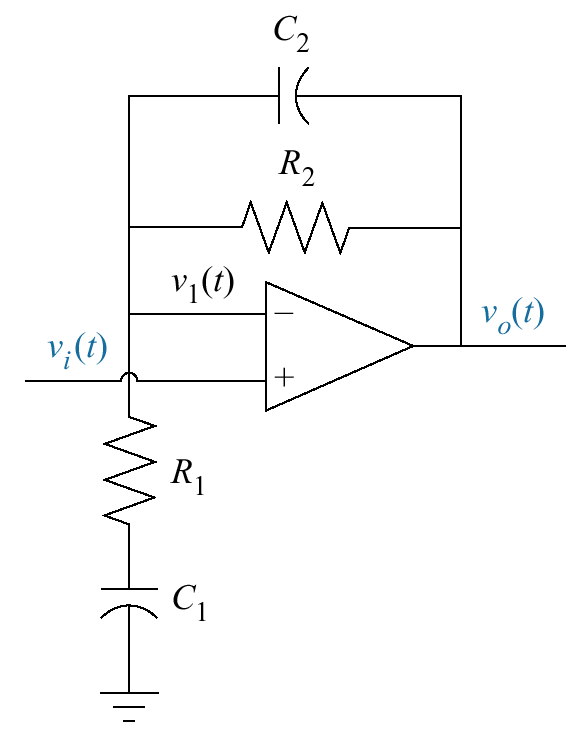 C₂
R₂
v₁(t)
−
vₒ(t)
vᵢ(t)
+
R₁
C₁